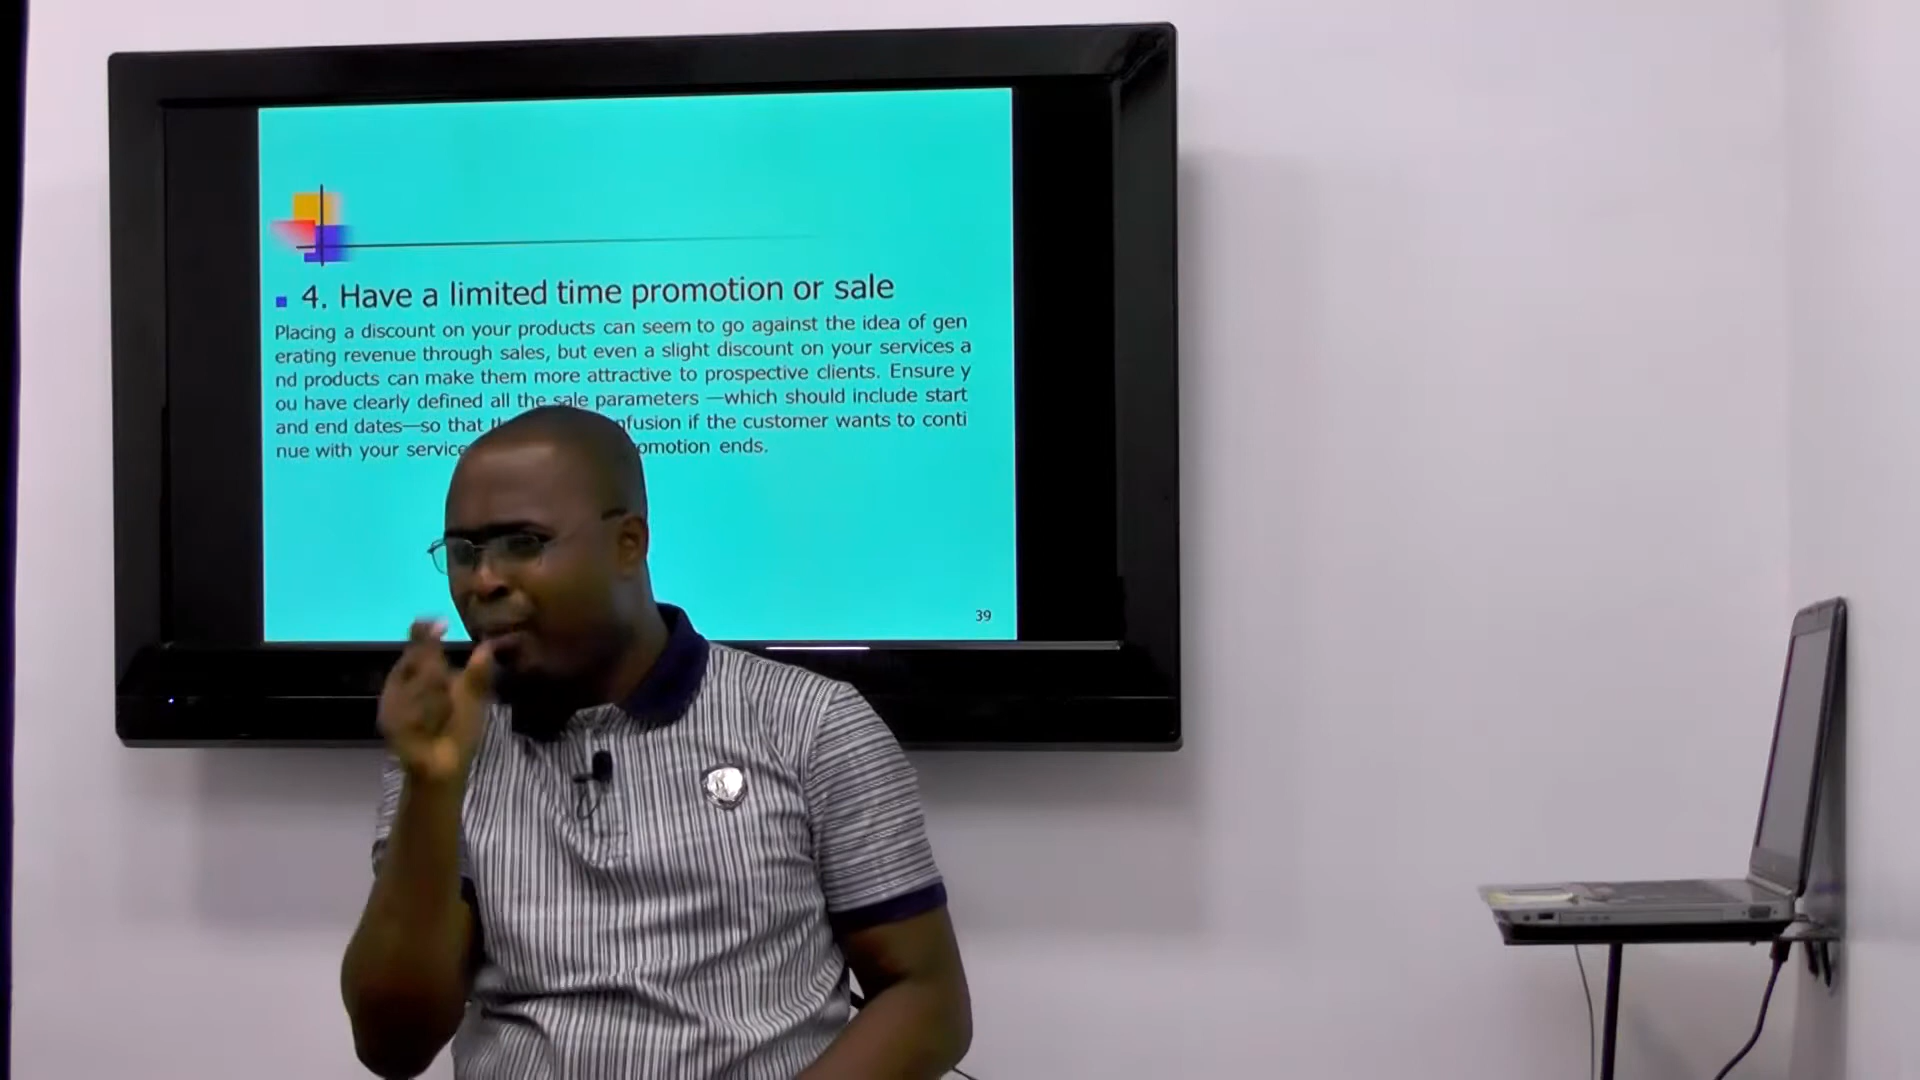 4. Have a limited time promotion or sale
Placing a discount on your products can seem to go against the idea of gen
erating revenue through sales, but even a slight discount on your services a
nd products can make them more attractive to prospective clients. Ensure y
ou have clearly defined all the sale parameters —which should include start
and end dates—so that if the customer wants to conti
nue with your ends.
39